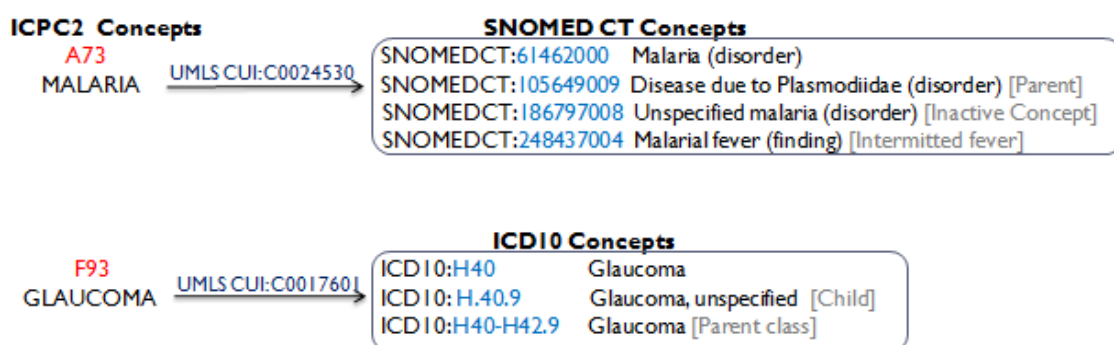 ICPC2 Concepts
SNOMED CT Concepts
A73
MALARIA
UMLS CUI:C0024530
SNOMEDCT:61462000 Malaria (disorder)
SNOMEDCT:105649009 Disease due to Plasmodiidae (disorder) [Parent]
SNOMEDCT:186797008 Unspecified malaria (disorder) [Inactive Concept]
SNOMEDCT:248437004 Malarial fever (finding) [Intermitted fever]
ICD10 Concepts
F93
GLAUCOMA
UMLS CUI:C0017601
ICD10:H40 Glaucoma
ICD10: H.40.9 Glaucoma, unspecified [Child]
ICD10:H40-H42.9 Glaucoma [Parent class]